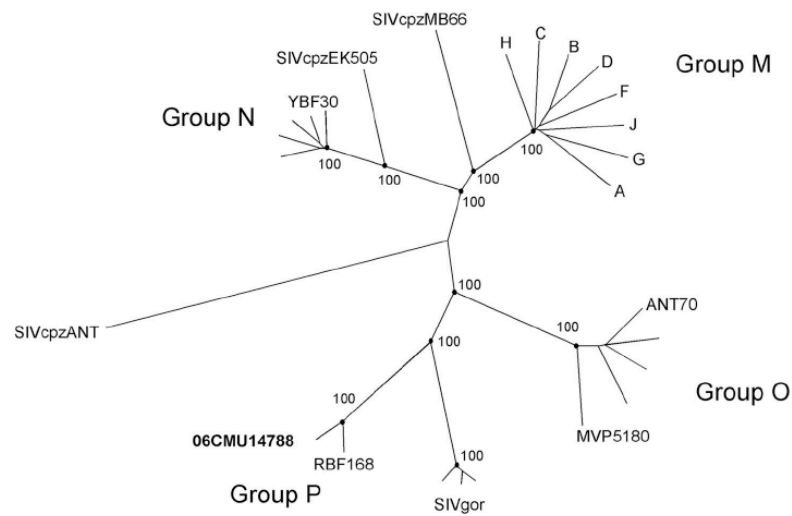 SIVcpzMB66
H
C
B
D
F
J
G
A
Group M
SIVcpzEK505
Group N
YBF30
100
100
100
100
100
SIVcpzANT
100
100
ANT70
100
Group O
MVP5180
100
06CMU14788
RBF168
Group P
100
SIVgor